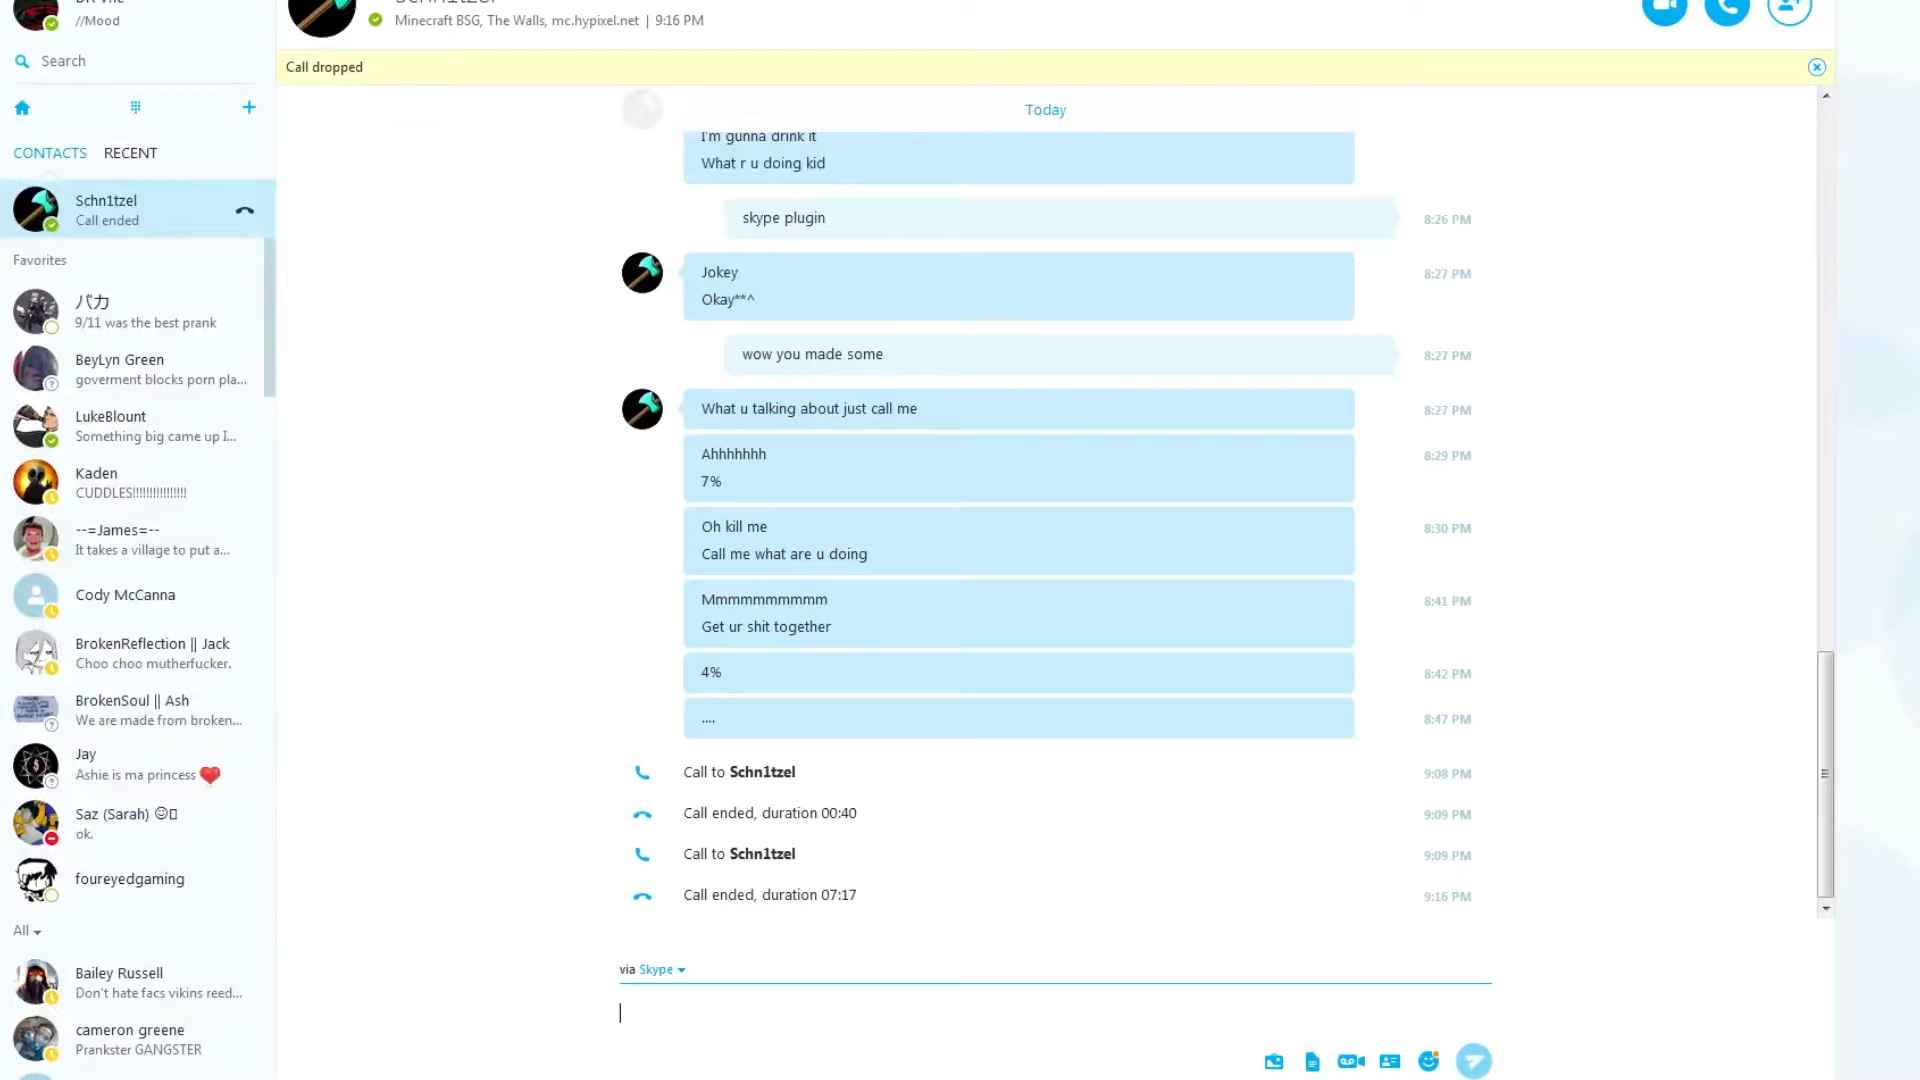 //Mood
Search
CONTACTS RECENT
Schn1tzel
Call ended
Favorites
バカ
9/11 was the best prank
BeyLyn Green
goverment blocks porn pla...
LukeBlount
Something big came up I...
Kaden
CUDDLES!!!!!!!!!!!!!!!!
--=James=--
It takes a village to put a...
Cody McCanna
BrokenReflection || Jack
Choo choo mutherfucker.
BrokenSoul || Ash
We are made from broken...
Jay
Ashie is ma princess
Saz (Sarah)
ok.
foureyedgaming
All
Bailey Russell
Don't hate facs vikins reed...
cameron greene
Prankster GANGSTER
Minecraft BSG, The Walls, mc.hypixel.net | 9:16 PM
Call dropped
Today
I'm gunna drink it
What r u doing kid
skype plugin 8:26 PM
Jokey 8:27 PM
Okay**^
wow you made some 8:27 PM
What u talking about just call me 8:27 PM
Ahhhhhhh 8:29 PM
7%
Oh kill me 8:30 PM
Call me what are u doing
Mmmmmmmmmm 8:41 PM
Get ur shit together
4% 8:42 PM
.... 8:47 PM
Call to Schn1tzel 9:08 PM
Call ended, duration 00:40 9:09 PM
Call to Schn1tzel 9:09 PM
Call ended, duration 07:17 9:16 PM
via Skype